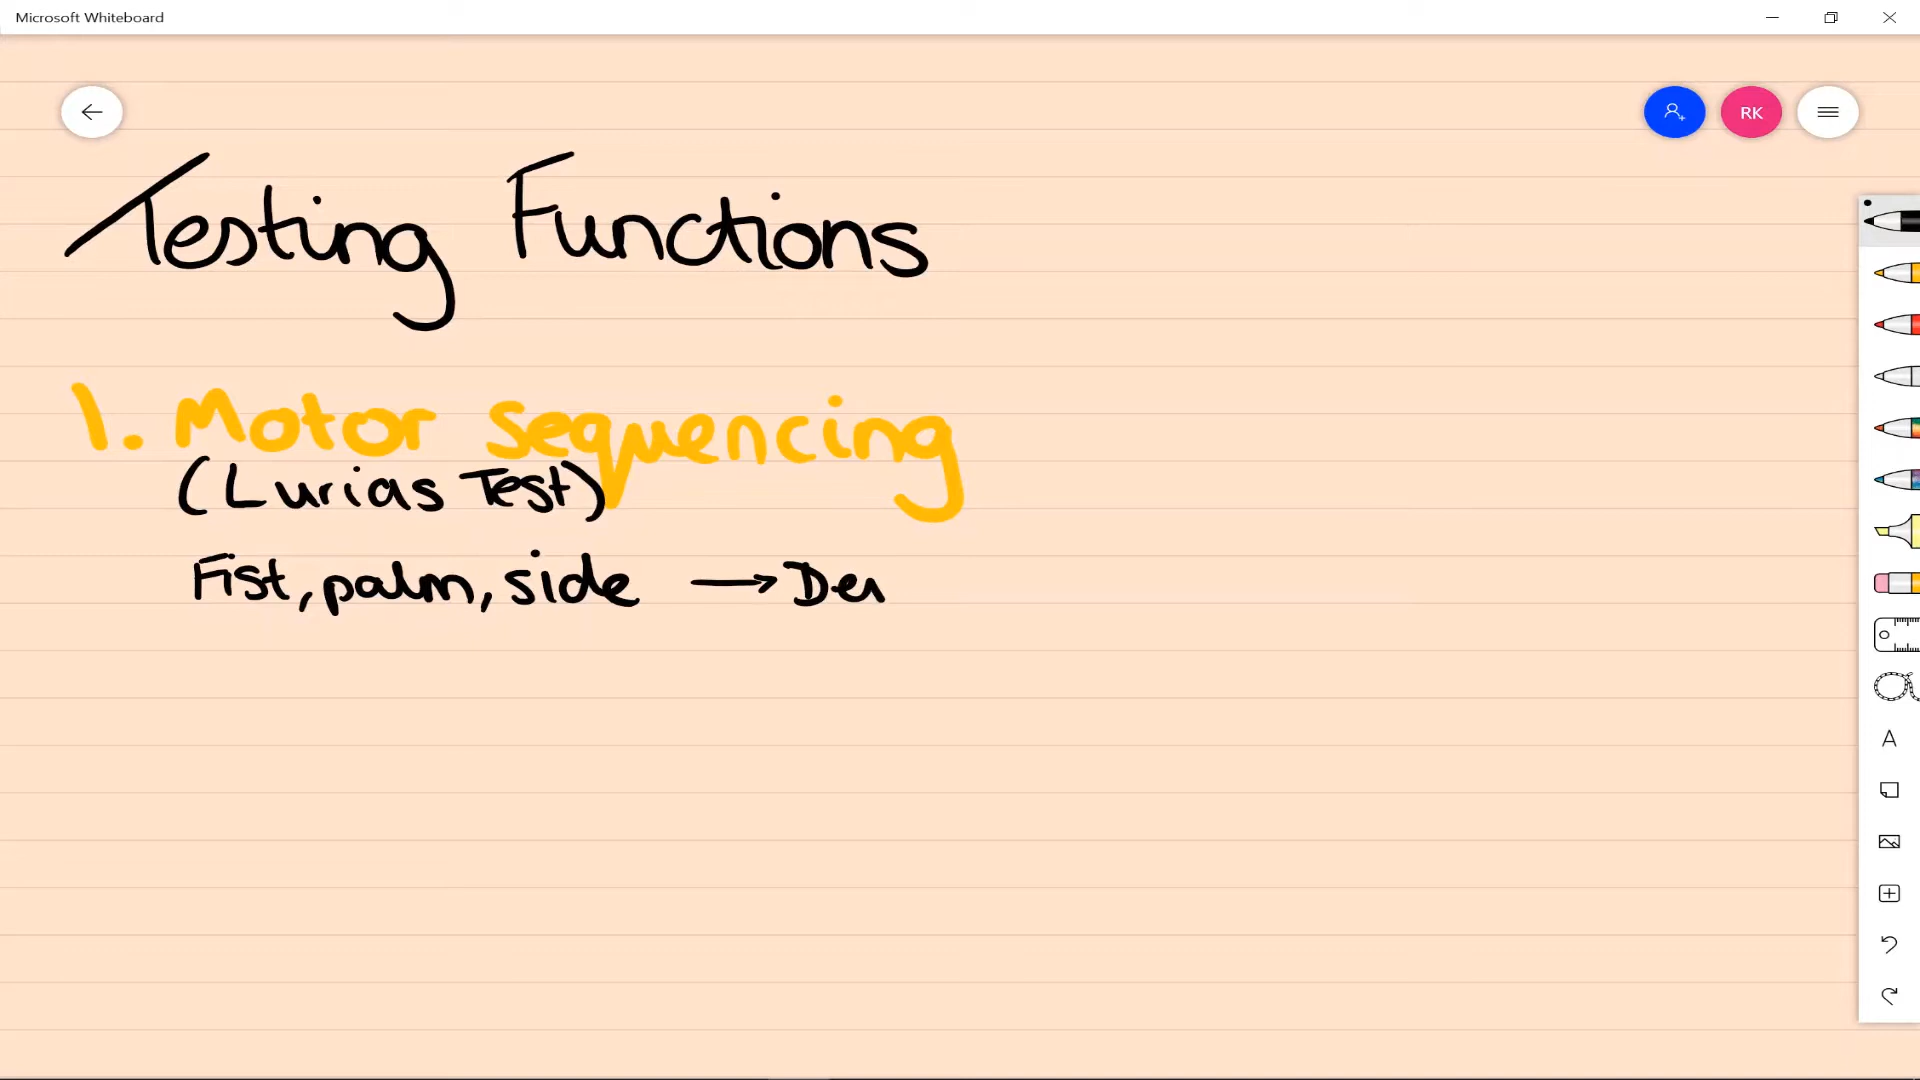 Microsoft Whiteboard
RK
Testing Functions
1. Motor sequencing
(Lurias Test)
Fist, palm, side → Den
A